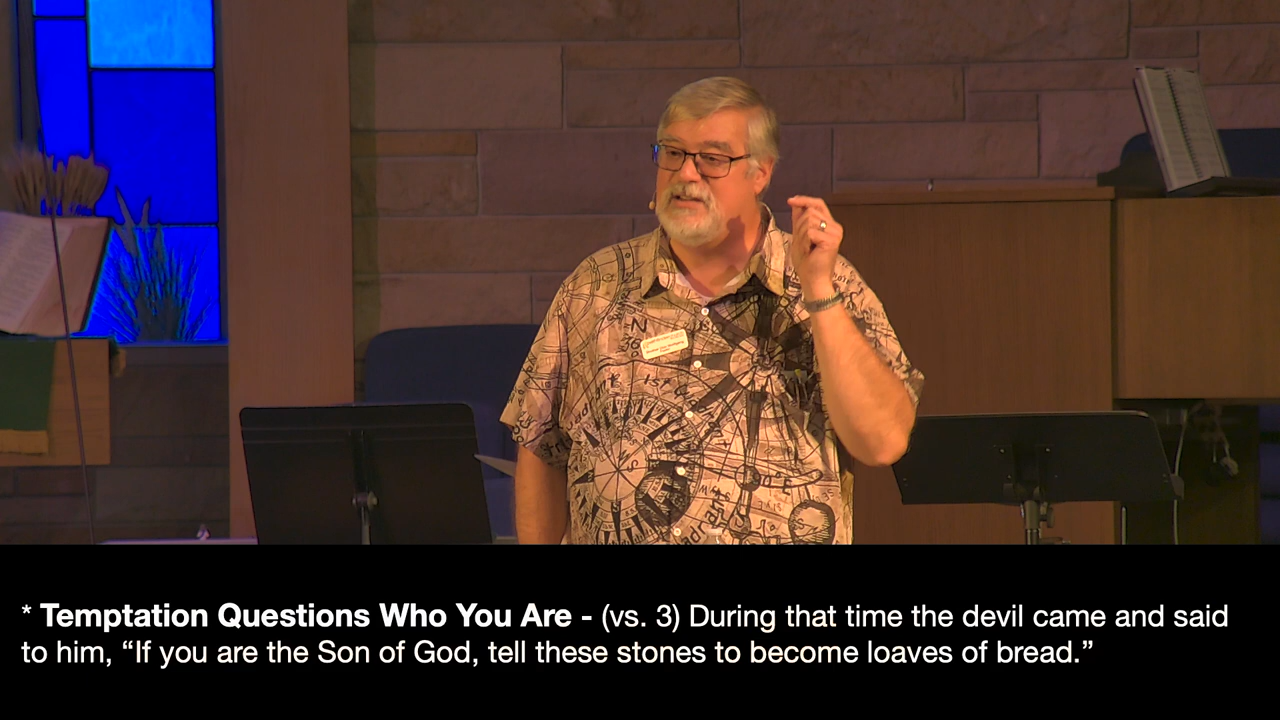 N
36
* Temptation Questions Who You Are - (vs. 3) During that time the devil came and said
to him, “If you are the Son of God, tell these stones to become loaves of bread.”